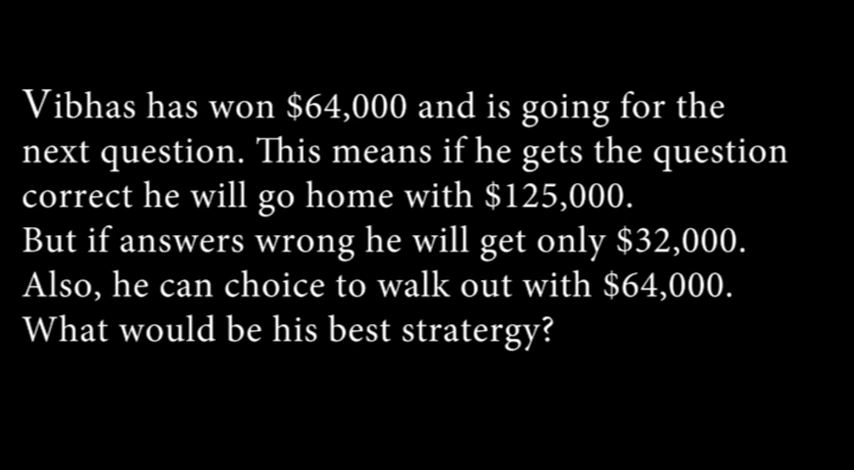 Vibhas has won $64,000 and is going for the
next question. This means if he gets the question
correct he will go home with $125,000.
But if answers wrong he will get only $32,000.
Also, he can choice to walk out with $64,000.
What would be his best stratergy?